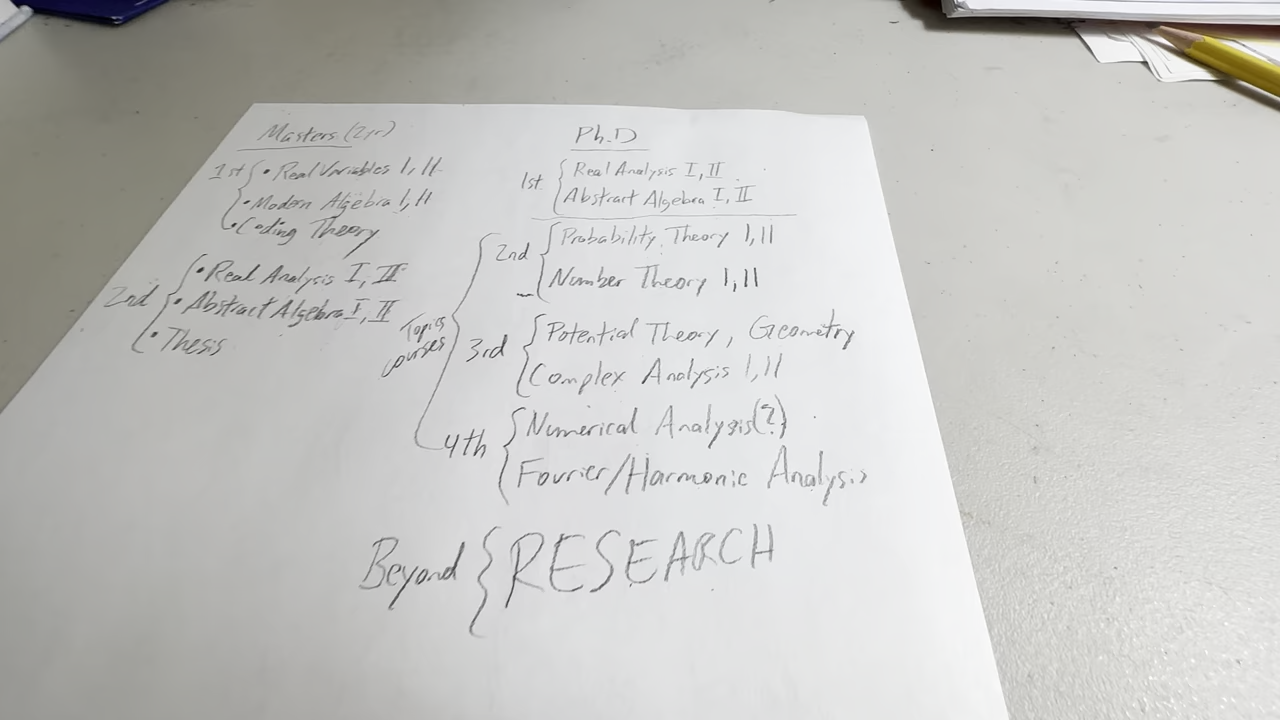 Masters (2yr)
1st
• Real Variables I, II
• Modern Algebra I, II
• Coding Theory
2nd
• Real Analysis I, II
• Abstract Algebra I, II
• Thesis
Ph.D
1st
Real Analysis I, II
Abstract Algebra I, II
Topics
courses
2nd
Probability Theory I, II
Number Theory I, II
3rd
Potential Theory, Geometry
Complex Analysis I, II
4th
Numerical Analysis(?)
Fourier/Harmonic Analysis
Beyond
RESEARCH